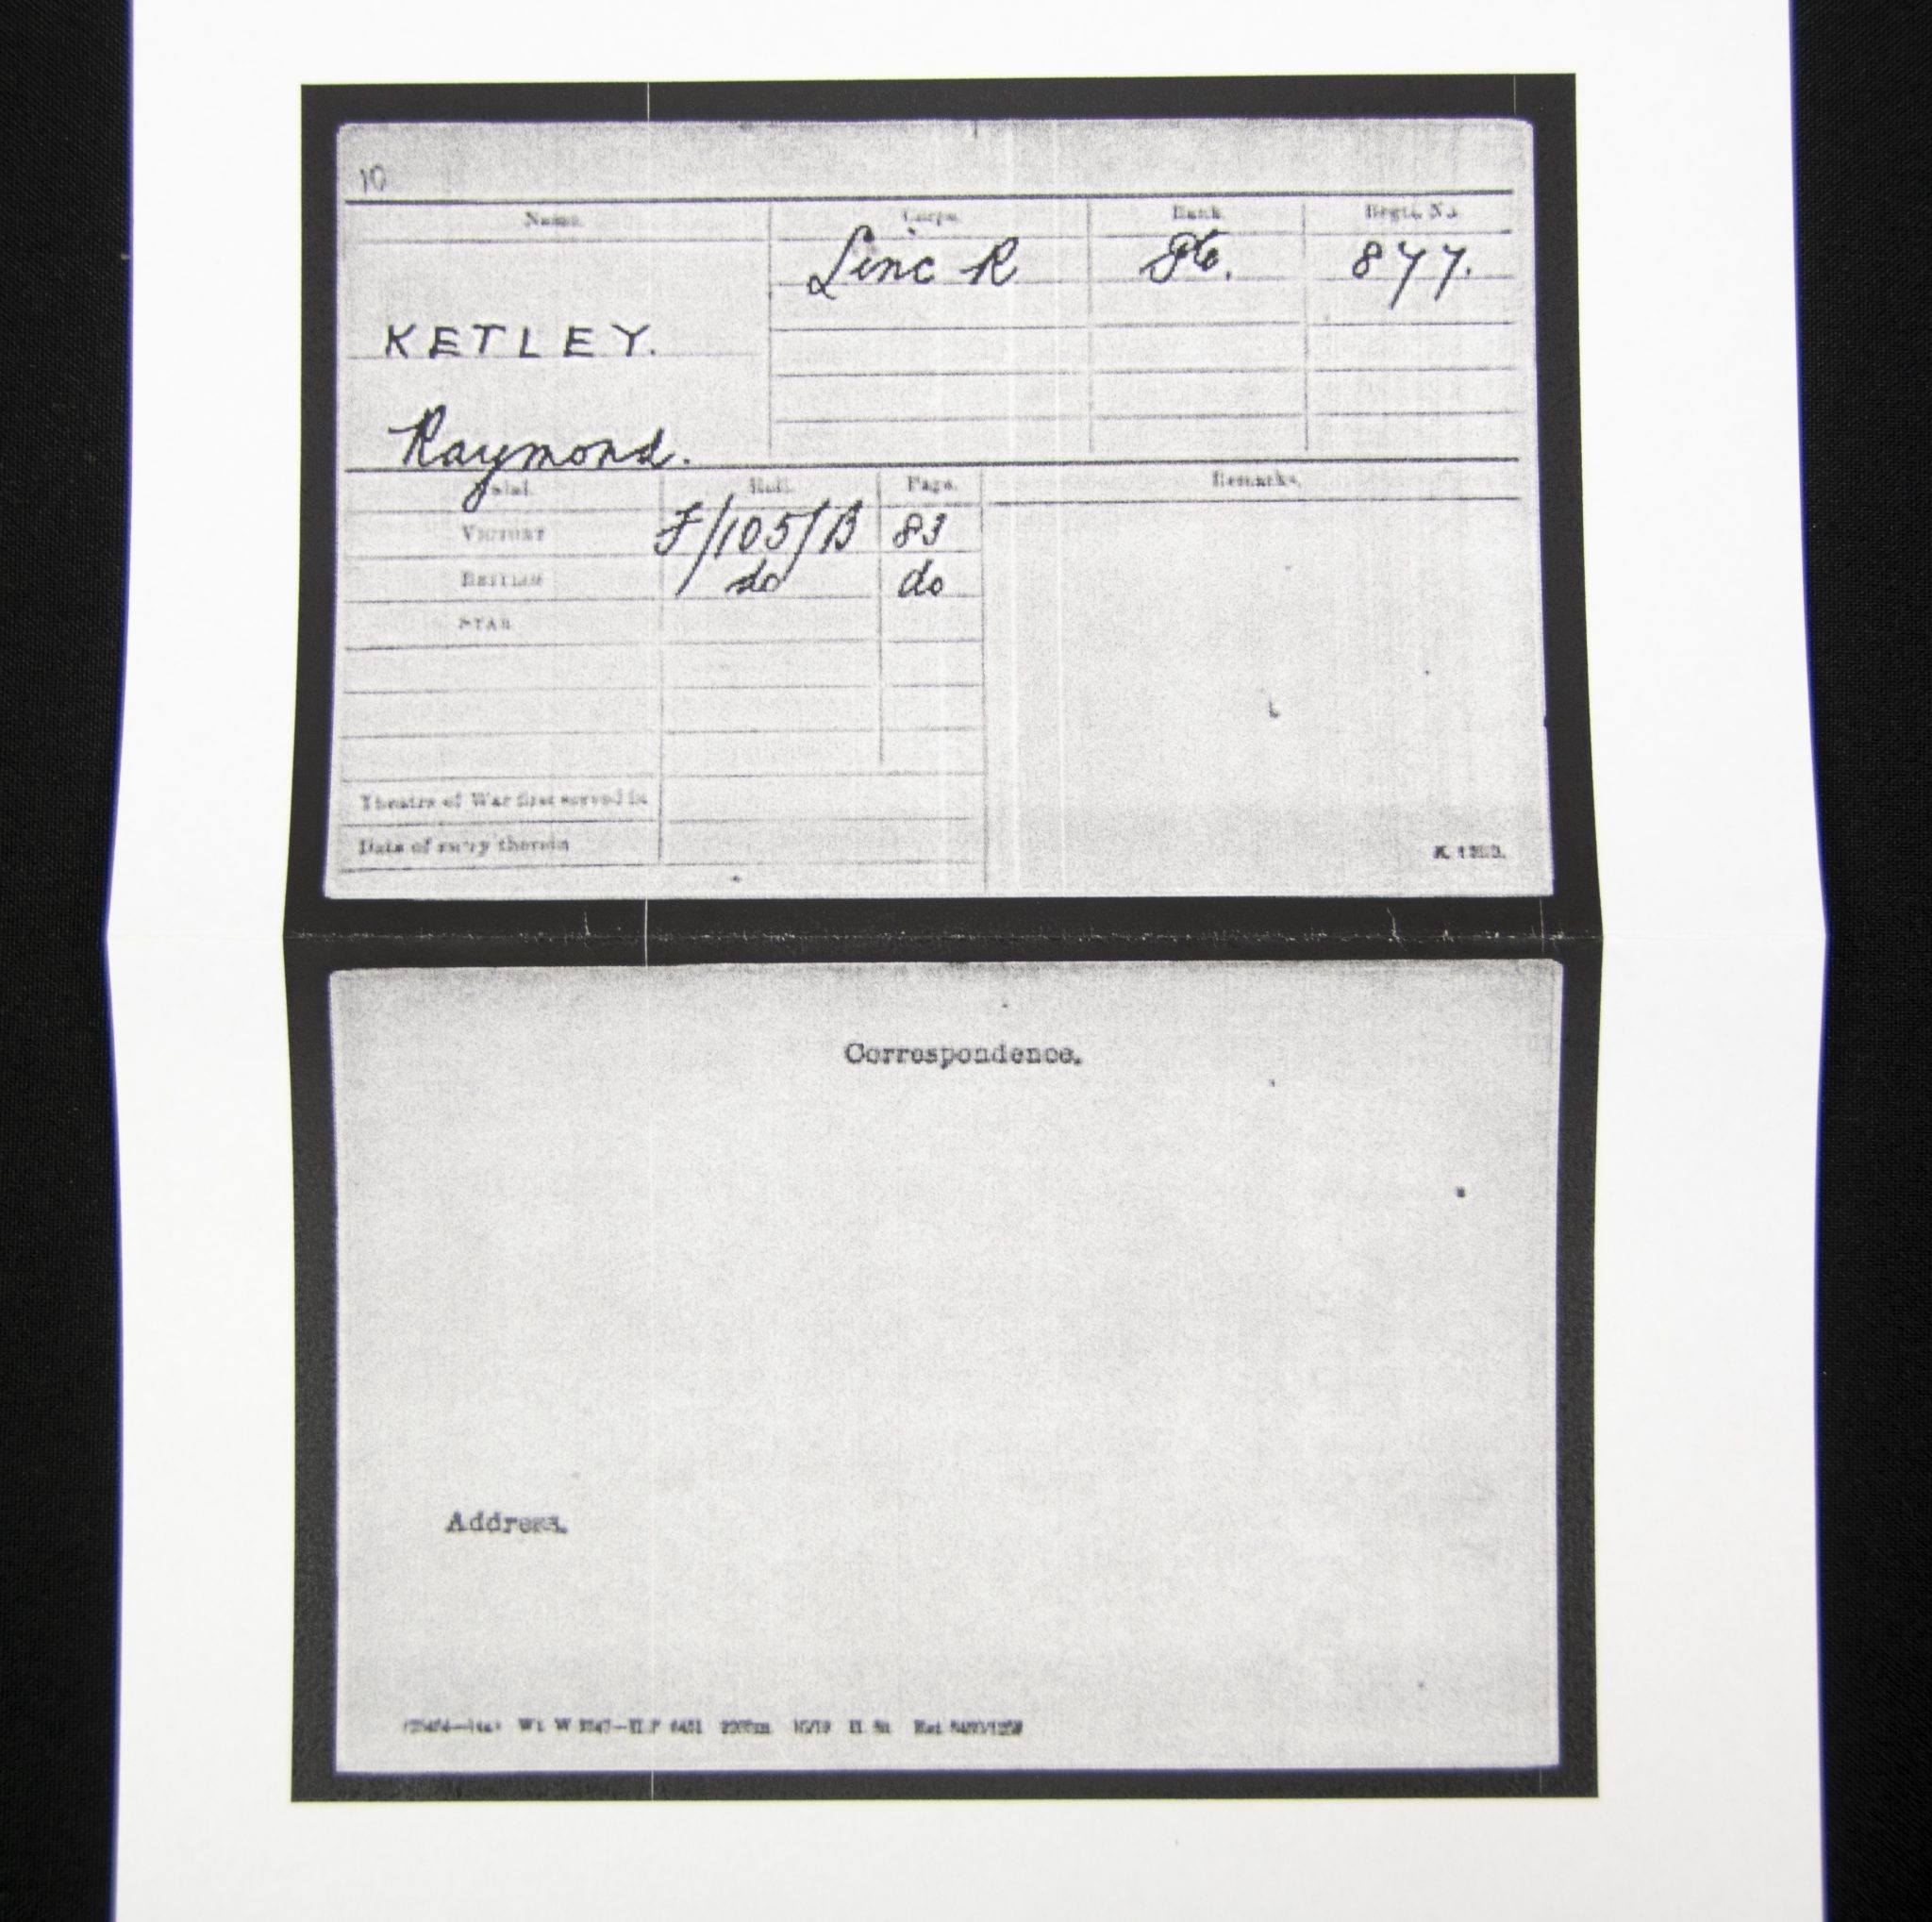 10
Name. Corps. Rank Regtl. No.
Linc R Pte. 877.
KETLEY.
Raymond.
Medal. Roll. Page. Remarks.
VICTORY F/105/B 83
BRITISH do do
STAR
Theatre of War first served in
Date of entry therein
Correspondence.
Address.
Wt W